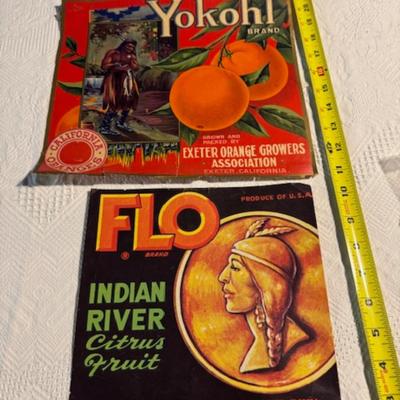 Yokohl
BRAND
CALIFORNIA
ORANGES
GROWN AND
PACKED BY
EXETER ORANGE GROWERS
ASSOCIATION
EXETER, CALIFORNIA
PRODUCE OF U.S.A.
FLO
® BRAND
INDIAN
RIVER
Citrus
Fruit